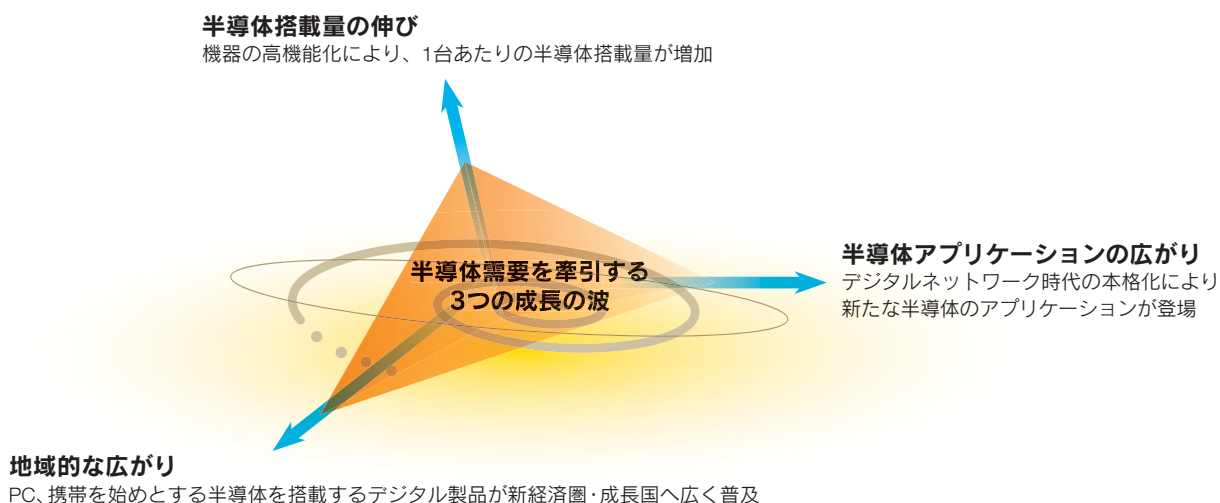 半導体搭載量の伸び
機器の高機能化により、1台あたりの半導体搭載量が増加
半導体需要を牽引する
3つの成長の波
半導体アプリケーションの広がり
デジタルネットワーク時代の本格化により
新たな半導体のアプリケーションが登場
地域的な広がり
PC、携帯を始めとする半導体を搭載するデジタル製品が新経済圏・成長国へ広く普及